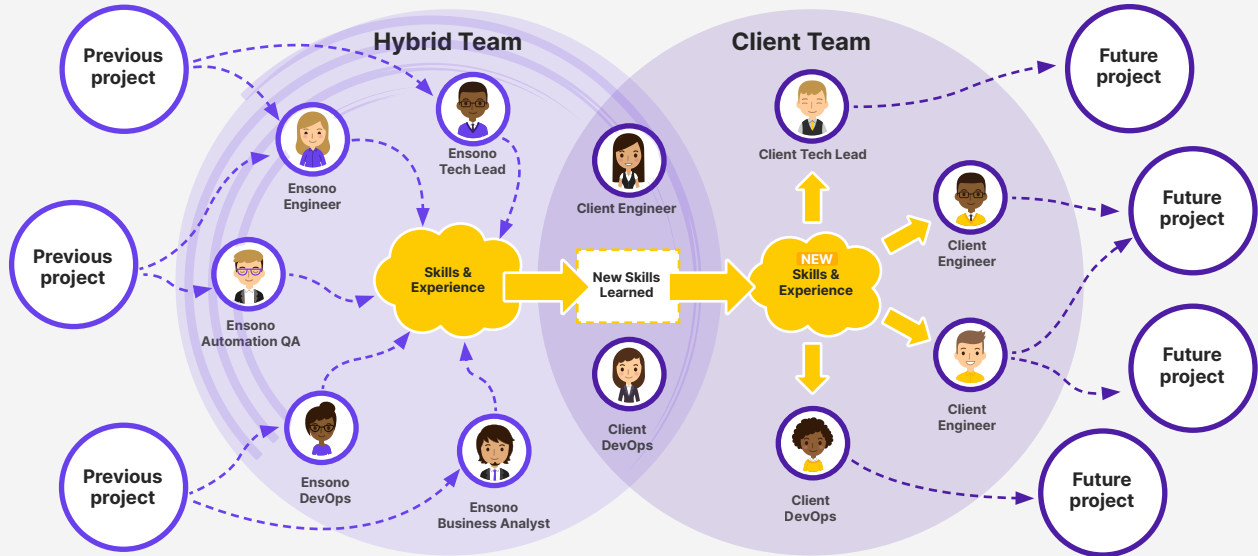 Hybrid Team
Client Team
Previous
project
Previous
project
Previous
project
Ensono
Engineer
Ensono
Tech Lead
Ensono
Automation QA
Ensono
DevOps
Ensono
Business Analyst
Skills &
Experience
Client Engineer
New Skills
Learned
Client
DevOps
NEW
Skills &
Experience
Client Tech Lead
Client
Engineer
Client
Engineer
Client
DevOps
Future
project
Future
project
Future
project
Future
project